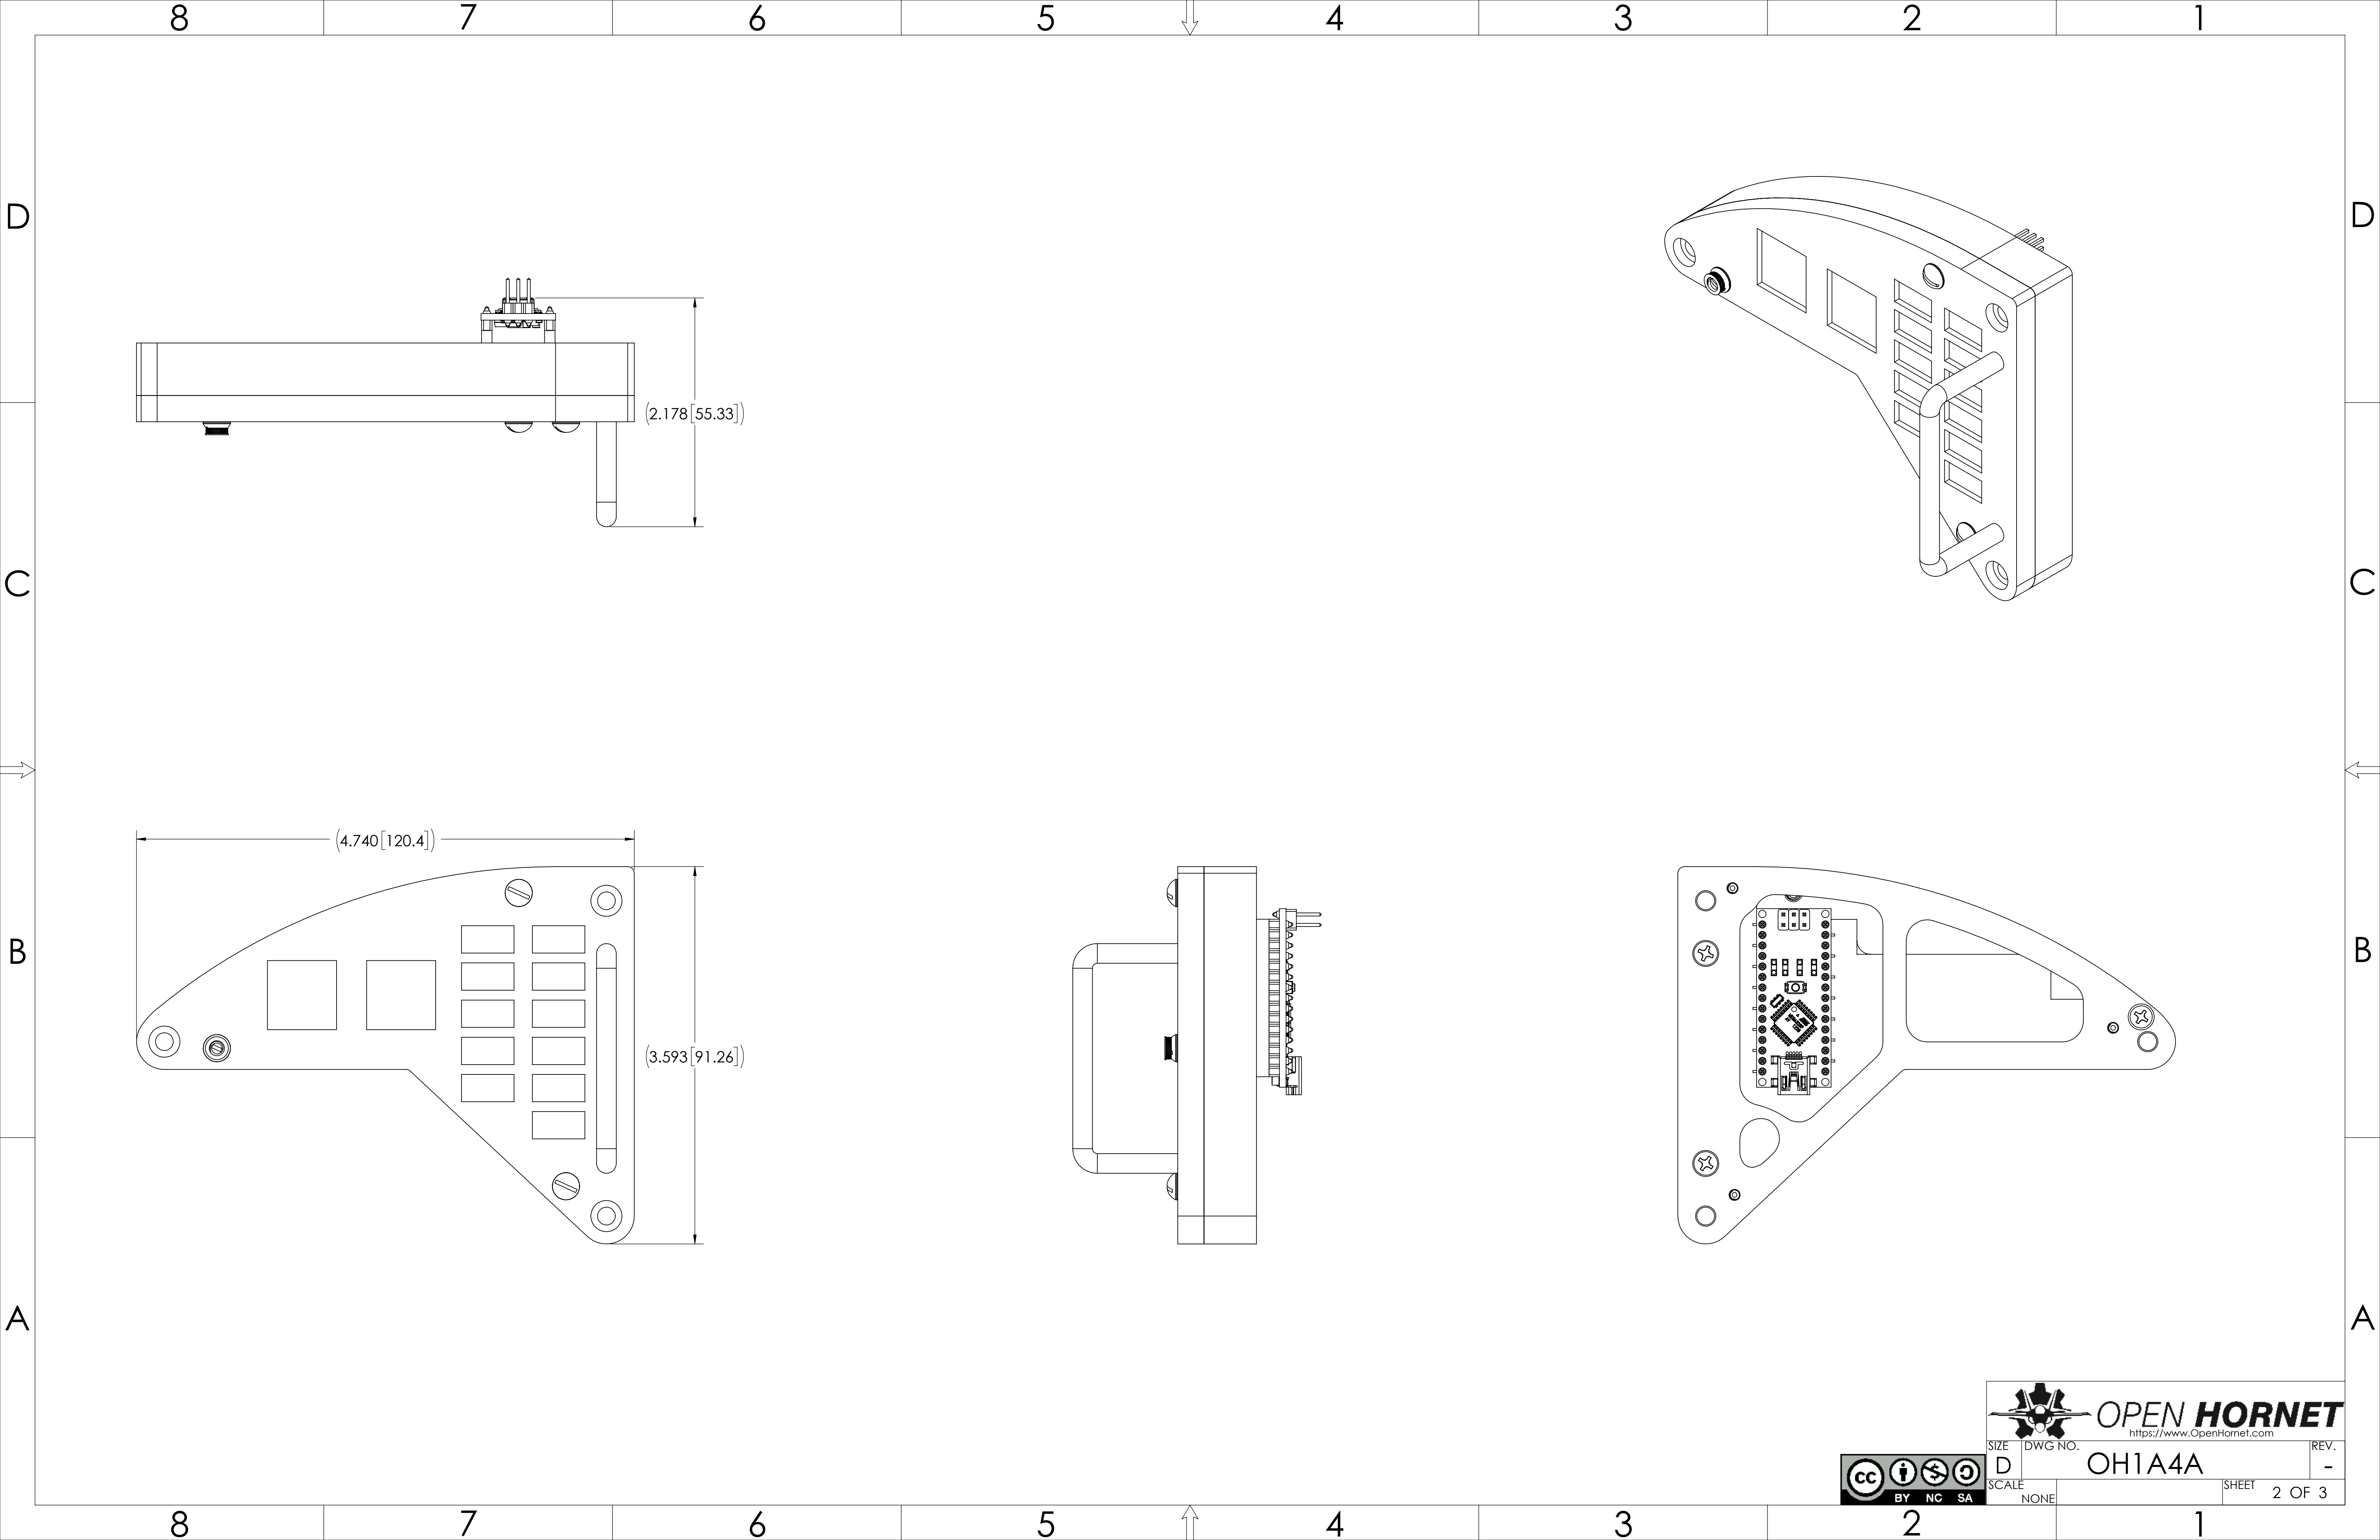 8 7 6 5 4 3 2 1
D D
(2.178[55.33])
C C
(4.740[120.4])
B B
(3.593[91.26])
A A
OPEN HORNET
https://www.OpenHornet.com
SIZE DWG NO. REV.
D OH1A4A -
SCALE NONE SHEET 2 OF 3
cc BY NC SA
8 7 6 5 4 3 2 1